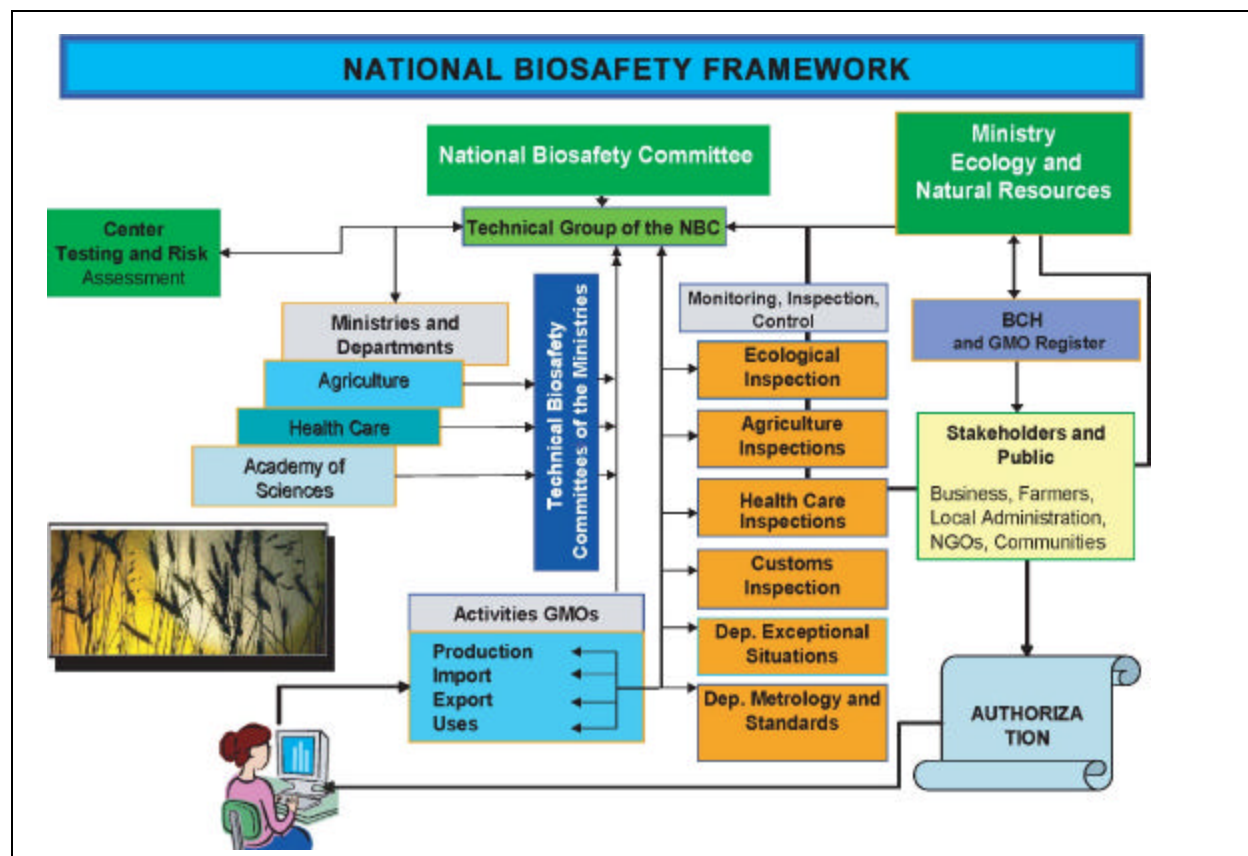 NATIONAL BIOSAFETY FRAMEWORK
National Biosafety Committee
Ministry
Ecology and
Natural Resources
Center
Testing and Risk
Assessment
Technical Group of the NBC
Ministries and
Departments
Agriculture
Health Care
Academy of
Sciences
Technical Biosafety
Committees of the Ministries
Monitoring, Inspection,
Control
Ecological
Inspection
Agriculture
Inspections
Health Care
Inspections
Customs
Inspection
Dep. Exceptional
Situations
Dep. Metrology and
Standards
BCH
and GMO Register
Stakeholders and
Public
Business, Farmers,
Local Administration,
NGOs, Communities
Activities GMOs
Production
Import
Export
Uses
AUTHORIZA
TION